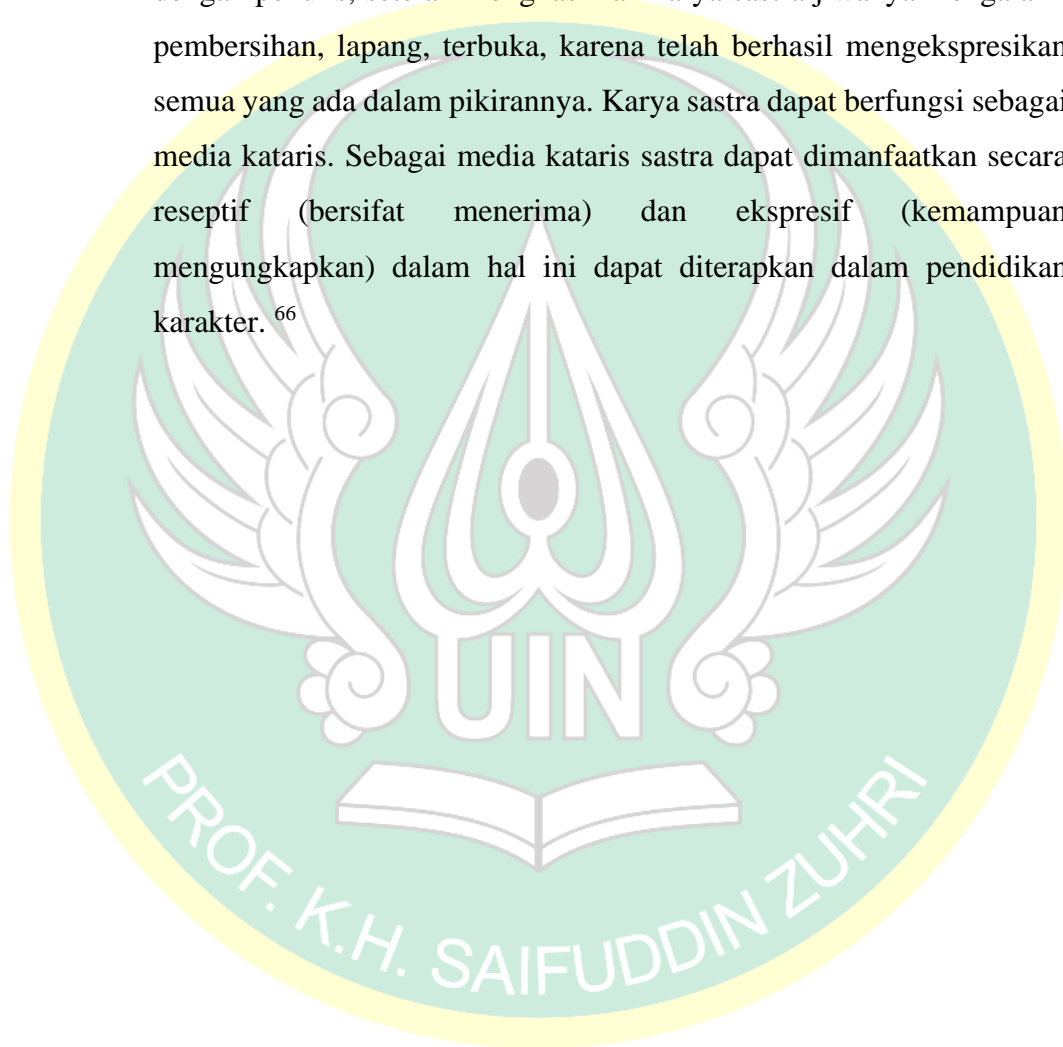 pembersihan, lapang, terbuka, karena telah berhasil mengekspresikan
semua yang ada dalam pikirannya. Karya sastra dapat berfungsi sebagai
media kataris. Sebagai media kataris sastra dapat dimanfaatkan secara
reseptif (bersifat menerima) dan ekspresif (kemampuan
mengungkapkan) dalam hal ini dapat diterapkan dalam pendidikan
karakter. 66
UIN
PROF. K.H. SAIFUDDIN ZUHRI